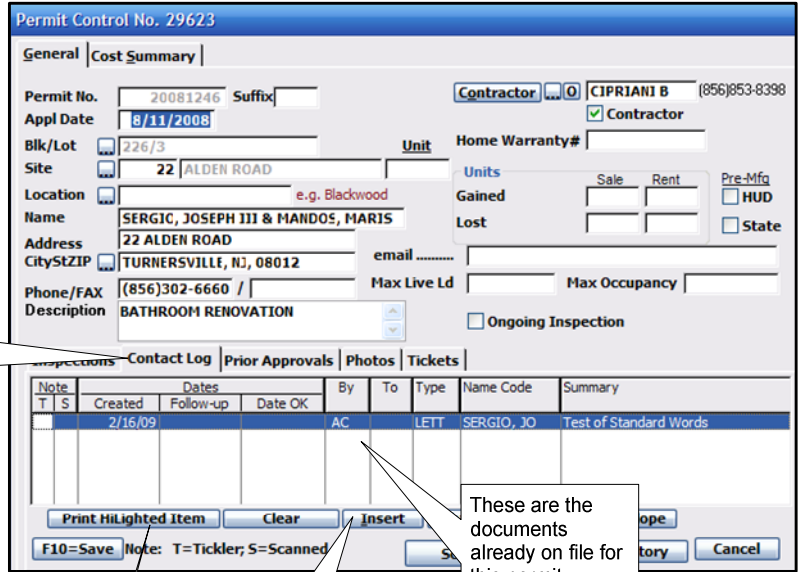 Permit Control No. 29623
General Cost Summary
Permit No. 20081246 Suffix
Contractor ... O CIPRIANI B (856)853-8398
Appl Date 8/11/2008
Contractor
Blk/Lot ... 226/3 Unit
Home Warranty#
Site ... 22 ALDEN ROAD
Units Sale Rent Pre-Mfg
Location ... e.g. Blackwood
Gained HUD
Name SERGIO, JOSEPH III & MANDOS, MARIS
Lost State
Address 22 ALDEN ROAD
CityStZIP ... TURNERSVILLE, NJ, 08012
email ..........
Phone/FAX (856)302-6660 /
Max Live Ld Max Occupancy
Description BATHROOM RENOVATION
Ongoing Inspection
Inspections Contact Log Prior Approvals Photos Tickets
Note Dates By To Type Name Code Summary
T S Created Follow-up Date OK
2/16/09 AC LETT SERGIO, JO Test of Standard Words
Print HiLighted Item Clear Insert
F10=Save Note: T=Tickler; S=Scanned Cancel
These are the
documents
already on file for
this permit